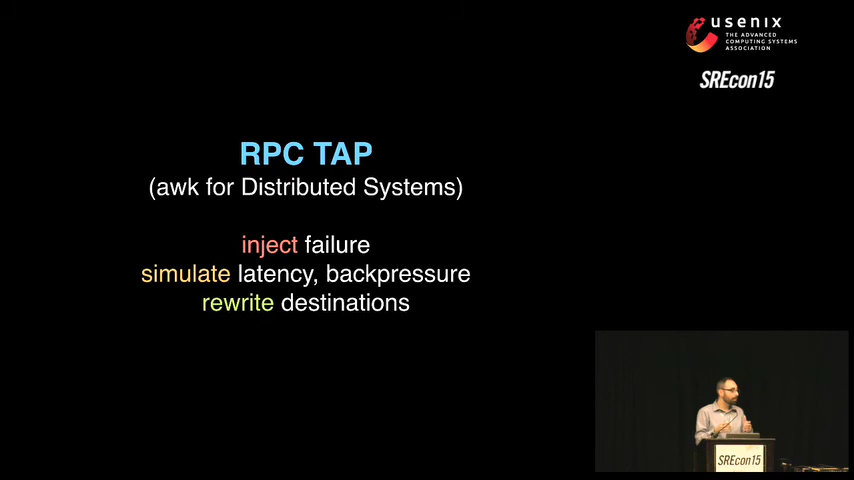 usenix
THE ADVANCED
COMPUTING SYSTEMS
ASSOCIATION
SREcon15
RPC TAP
(awk for Distributed Systems)
inject failure
simulate latency, backpressure
rewrite destinations
SREcon15